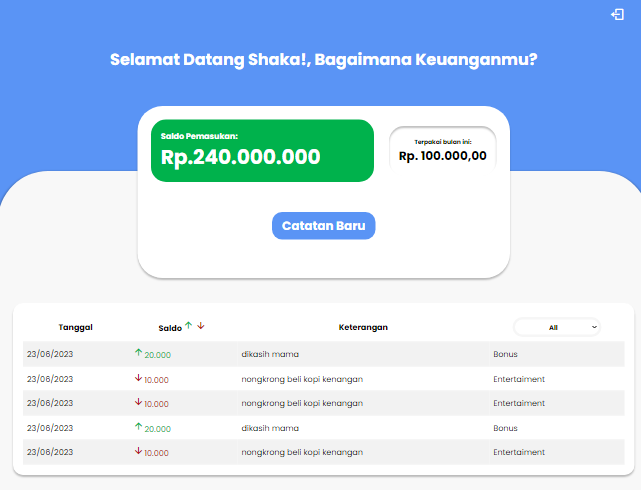 Selamat Datang Shaka!, Bagaimana Keuanganmu?
Saldo Pemasukan:
Rp.240.000.000
Terpakai bulan ini:
Rp. 100.000,00
Catatan Baru
Tanggal Saldo ↑ ↓ Keterangan All
23/06/2023 ↑ 20.000 dikasih mama Bonus
23/06/2023 ↓ 10.000 nongkrong beli kopi kenangan Entertaiment
23/06/2023 ↓ 10.000 nongkrong beli kopi kenangan Entertaiment
23/06/2023 ↑ 20.000 dikasih mama Bonus
23/06/2023 ↓ 10.000 nongkrong beli kopi kenangan Entertaiment